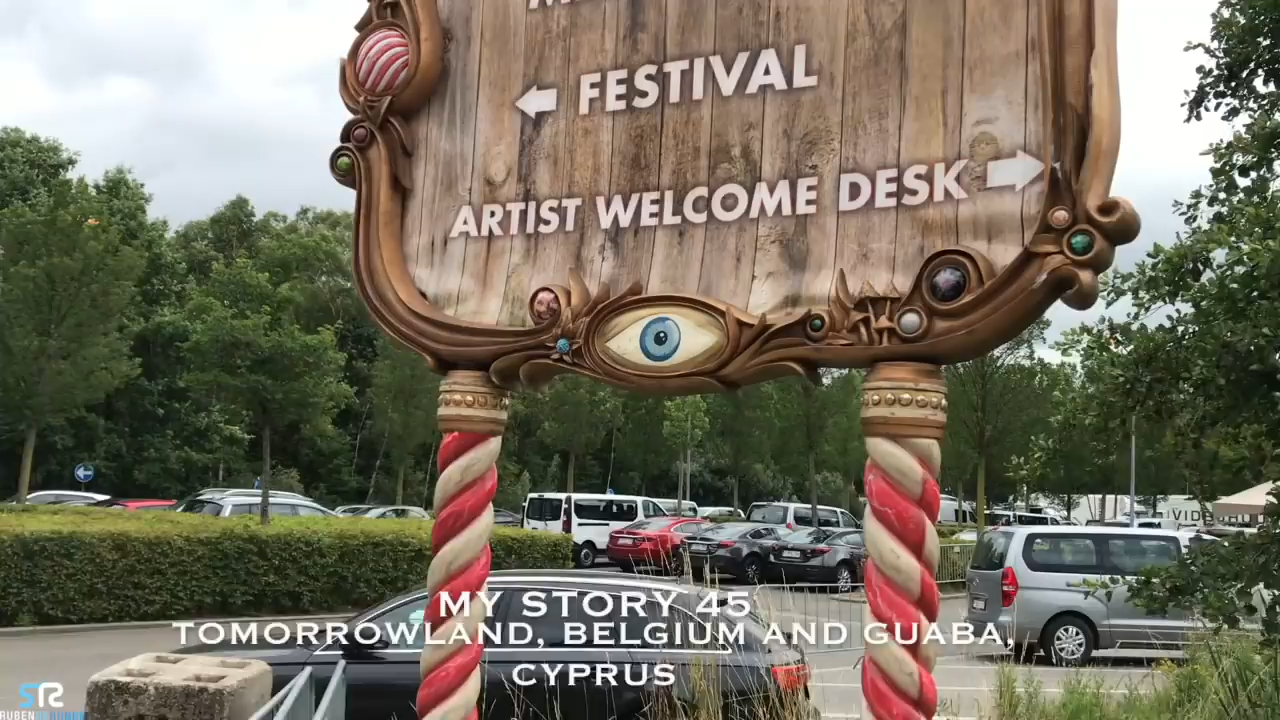 FESTIVAL
ARTIST WELCOME DESK
MY STORY 45
TOMORROWLAND, BELGIUM AND GUABA,
CYPRUS